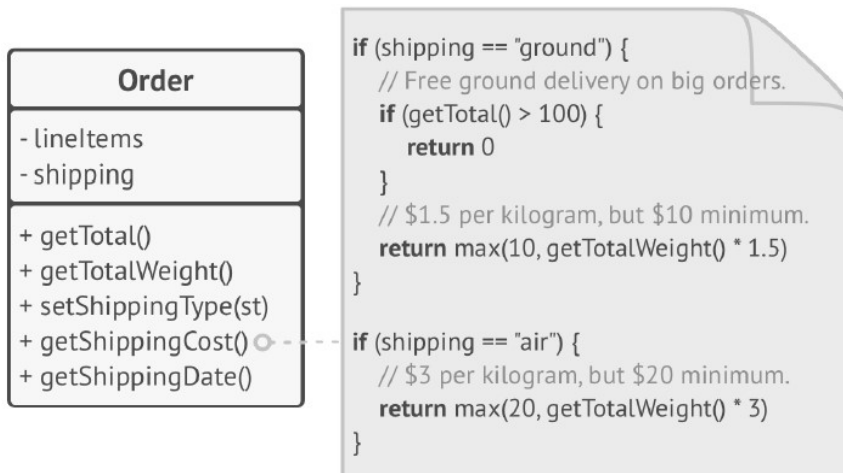 Order
- lineItems
- shipping
+ getTotal()
+ getTotalWeight()
+ setShippingType(st)
+ getShippingCost()
+ getShippingDate()
if (shipping == "ground") {
// Free ground delivery on big orders.
if (getTotal() > 100) {
return 0
}
// $1.5 per kilogram, but $10 minimum.
return max(10, getTotalWeight() * 1.5)
}
if (shipping == "air") {
// $3 per kilogram, but $20 minimum.
return max(20, getTotalWeight() * 3)
}